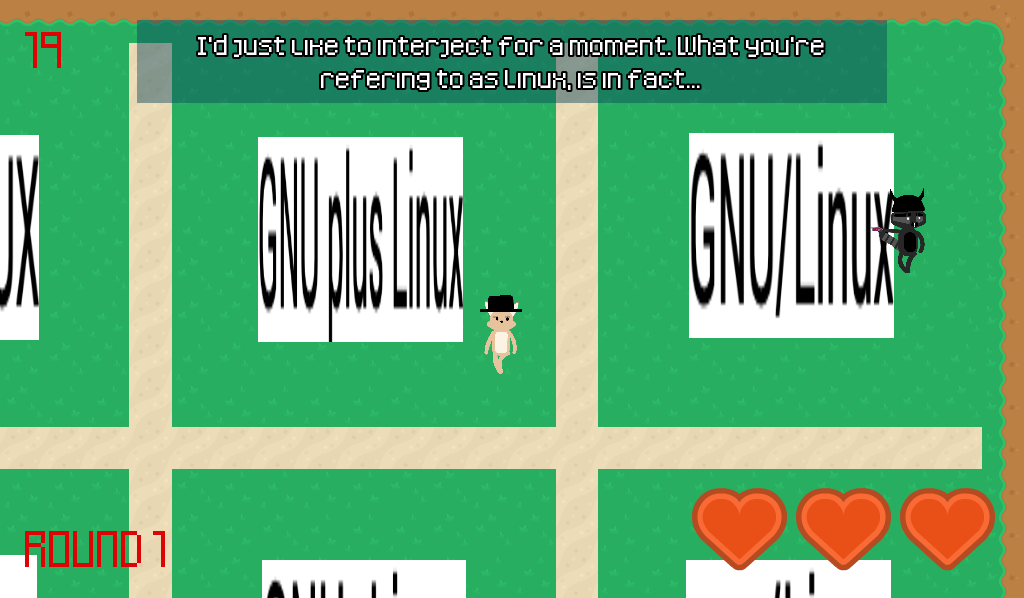 19
I'd just like to interject for a moment. What you're
refering to as Linux, is in fact...
UX
GNU plus Linux
GNU/Linux
ROUND 1